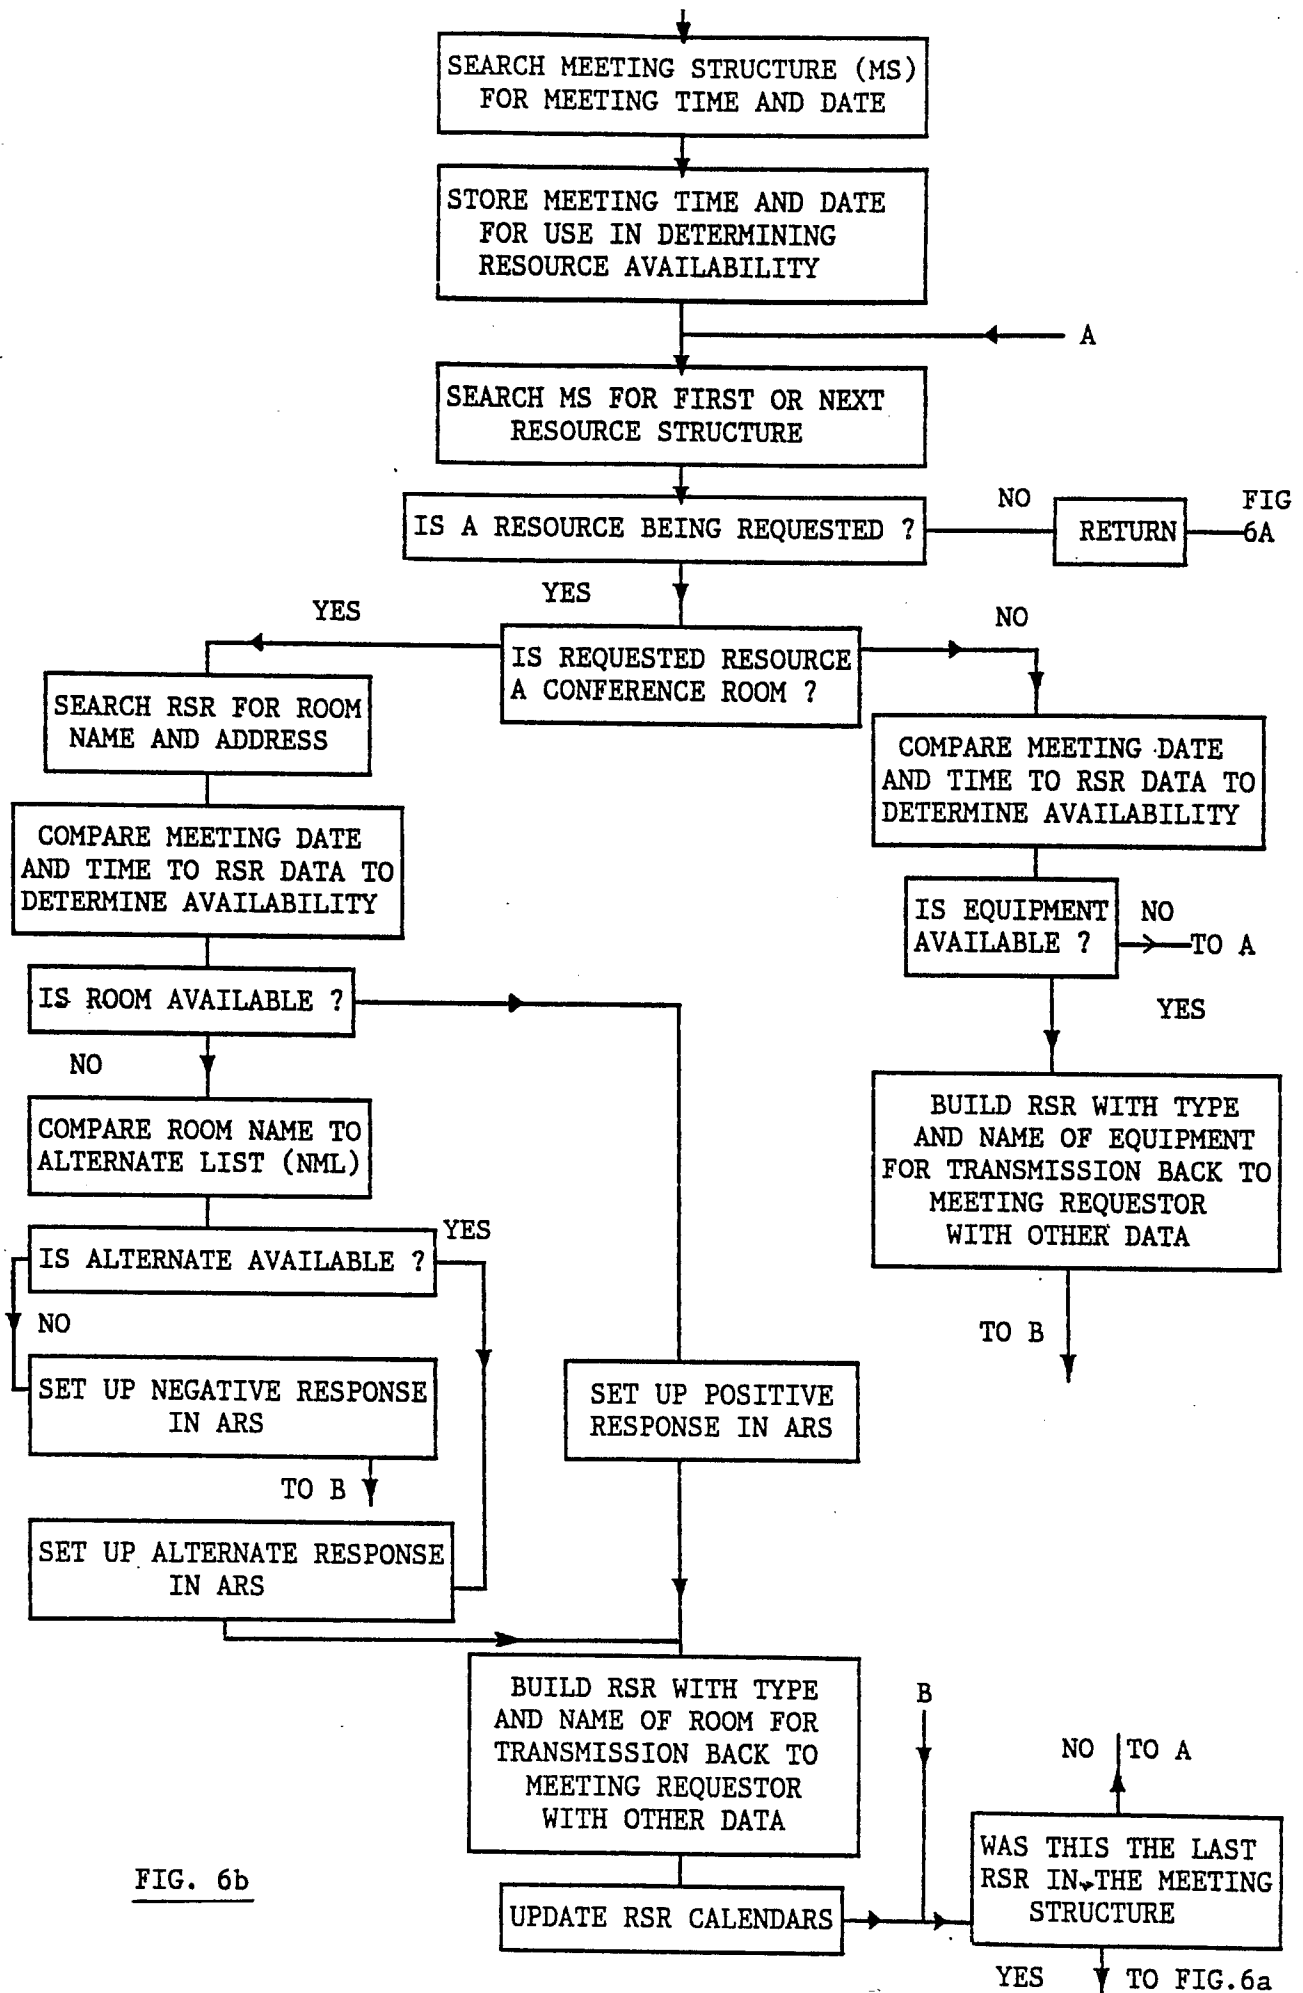 SEARCH MEETING STRUCTURE (MS)
FOR MEETING TIME AND DATE
STORE MEETING TIME AND DATE
FOR USE IN DETERMINING
RESOURCE AVAILABILITY
A
SEARCH MS FOR FIRST OR NEXT
RESOURCE STRUCTURE
IS A RESOURCE BEING REQUESTED ?
NO
RETURN
FIG
6A
YES
YES
IS REQUESTED RESOURCE
A CONFERENCE ROOM ?
NO
SEARCH RSR FOR ROOM
NAME AND ADDRESS
COMPARE MEETING DATE
AND TIME TO RSR DATA TO
DETERMINE AVAILABILITY
COMPARE MEETING DATE
AND TIME TO RSR DATA TO
DETERMINE AVAILABILITY
IS EQUIPMENT
AVAILABLE ?
NO
TO A
IS ROOM AVAILABLE ?
YES
NO
COMPARE ROOM NAME TO
ALTERNATE LIST (NML)
BUILD RSR WITH TYPE
AND NAME OF EQUIPMENT
FOR TRANSMISSION BACK TO
MEETING REQUESTOR
WITH OTHER DATA
IS ALTERNATE AVAILABLE ?
YES
NO
TO B
SET UP NEGATIVE RESPONSE
IN ARS
SET UP POSITIVE
RESPONSE IN ARS
TO B
SET UP ALTERNATE RESPONSE
IN ARS
BUILD RSR WITH TYPE
AND NAME OF ROOM FOR
TRANSMISSION BACK TO
MEETING REQUESTOR
WITH OTHER DATA
B
NO
TO A
WAS THIS THE LAST
RSR IN THE MEETING
STRUCTURE
FIG. 6b
UPDATE RSR CALENDARS
YES
TO FIG.6a